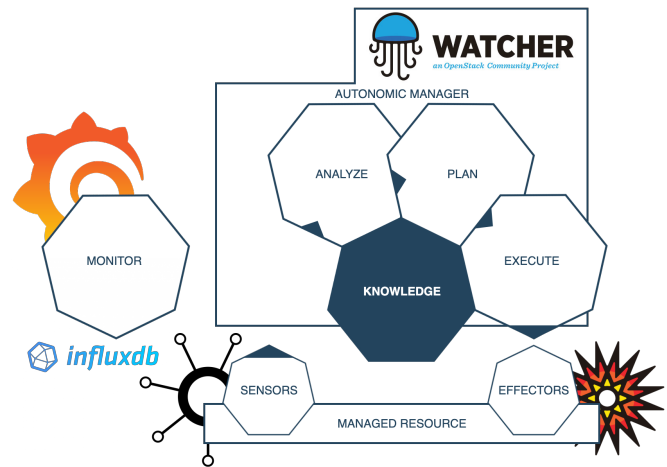 WATCHER
an OpenStack Community Project
AUTONOMIC MANAGER
ANALYZE
PLAN
MONITOR
EXECUTE
KNOWLEDGE
influxdb
SENSORS
EFFECTORS
MANAGED RESOURCE